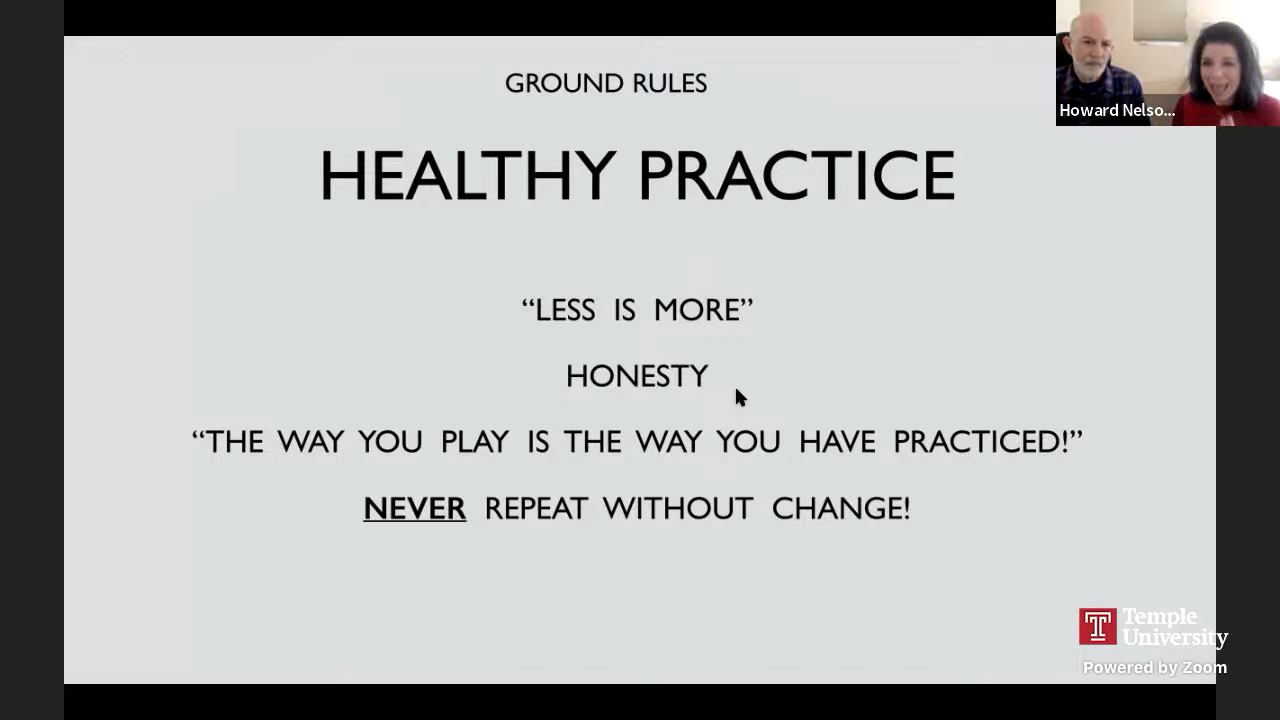 GROUND RULES
Howard Nelso...
HEALTHY PRACTICE
“LESS IS MORE”
HONESTY
“THE WAY YOU PLAY IS THE WAY YOU HAVE PRACTICED!”
NEVER REPEAT WITHOUT CHANGE!
T Temple
University
Powered by Zoom